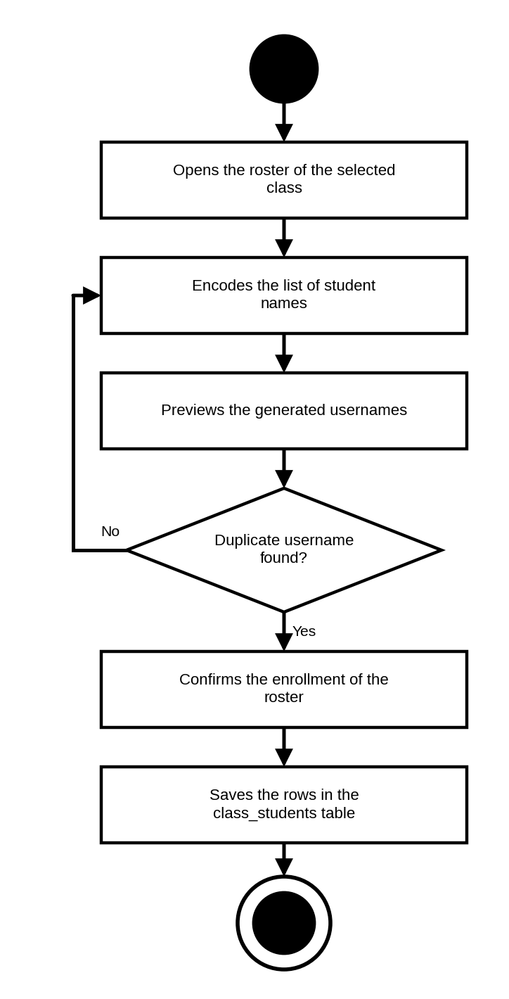 Opens the roster of the selected
class
Encodes the list of student
names
Previews the generated usernames
Duplicate username
found?
No
Yes
Confirms the enrollment of the
roster
Saves the rows in the
class_students table